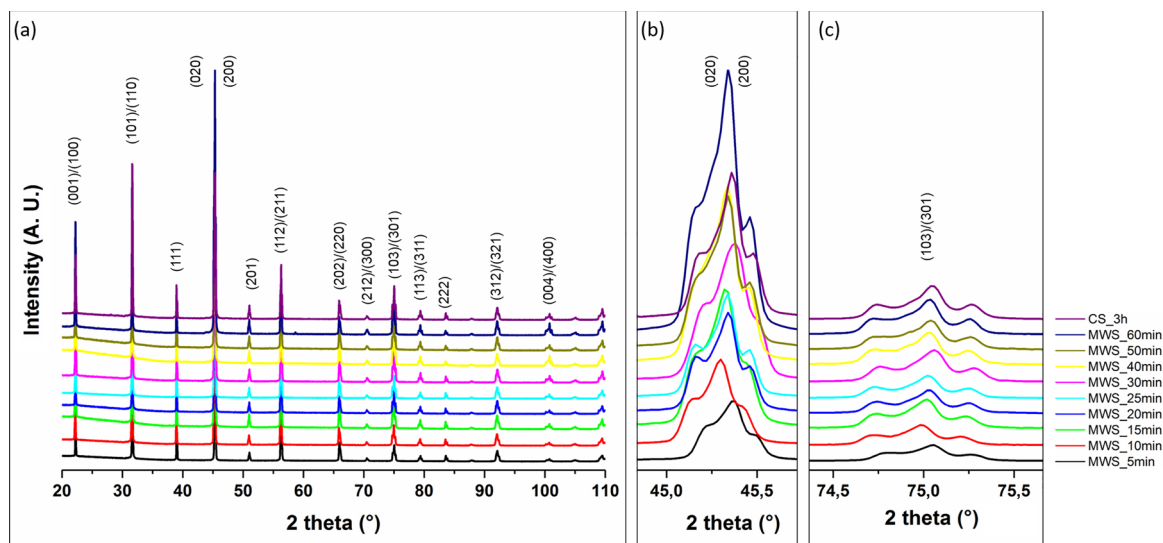 (a)
(b)
(c)
Intensity (A. U.)
(001)/(100)
(101)/(110)
(111)
(020)
(200)
(201)
(112)/(211)
(202)/(220)
(212)/(300)
(103)/(301)
(113)/(311)
(222)
(312)/(321)
(004)/(400)
20 30 40 50 60 70 80 90 100 110
2 theta (°)
(020)
(200)
45,0 45,5
2 theta (°)
(103)/(301)
74,5 75,0 75,5
2 theta (°)
CS_3h
MWS_60min
MWS_50min
MWS_40min
MWS_30min
MWS_25min
MWS_20min
MWS_15min
MWS_10min
MWS_5min